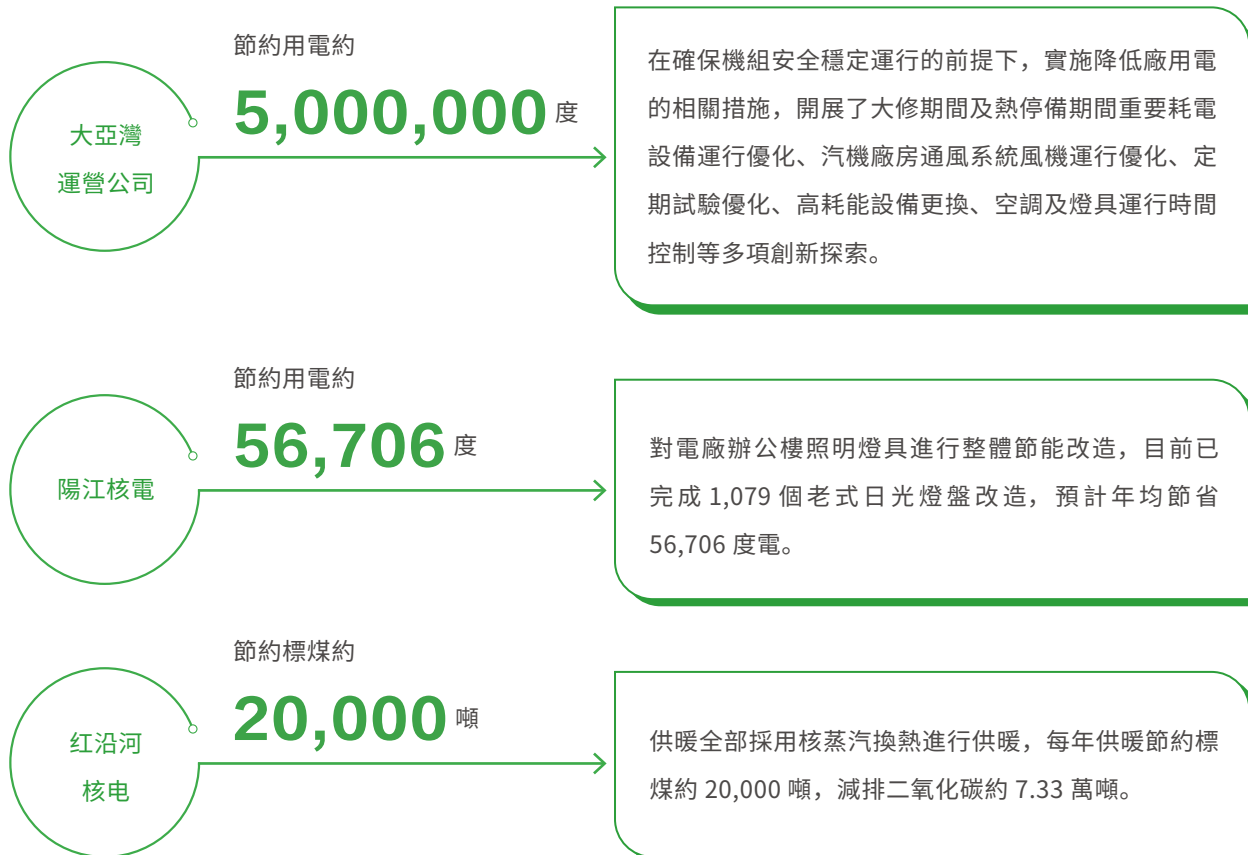 大亞灣
運營公司
節約用電約
5,000,000 度
在確保機組安全穩定運行的前提下，實施降低廠用電
的相關措施，開展了大修期間及熱停備期間重要耗電
設備運行優化、汽機廠房通風系統風機運行優化、定
期試驗優化、高耗能設備更換、空調及燈具運行時間
控制等多項創新探索。
陽江核電
節約用電約
56,706 度
對電廠辦公樓照明燈具進行整體節能改造，目前已
完成 1,079 個老式日光燈盤改造，預計年均節省
56,706 度電。
红沿河
核电
節約標煤約
20,000 噸
供暖全部採用核蒸汽換熱進行供暖，每年供暖節約標
煤約 20,000 噸，減排二氧化碳約 7.33 萬噸。